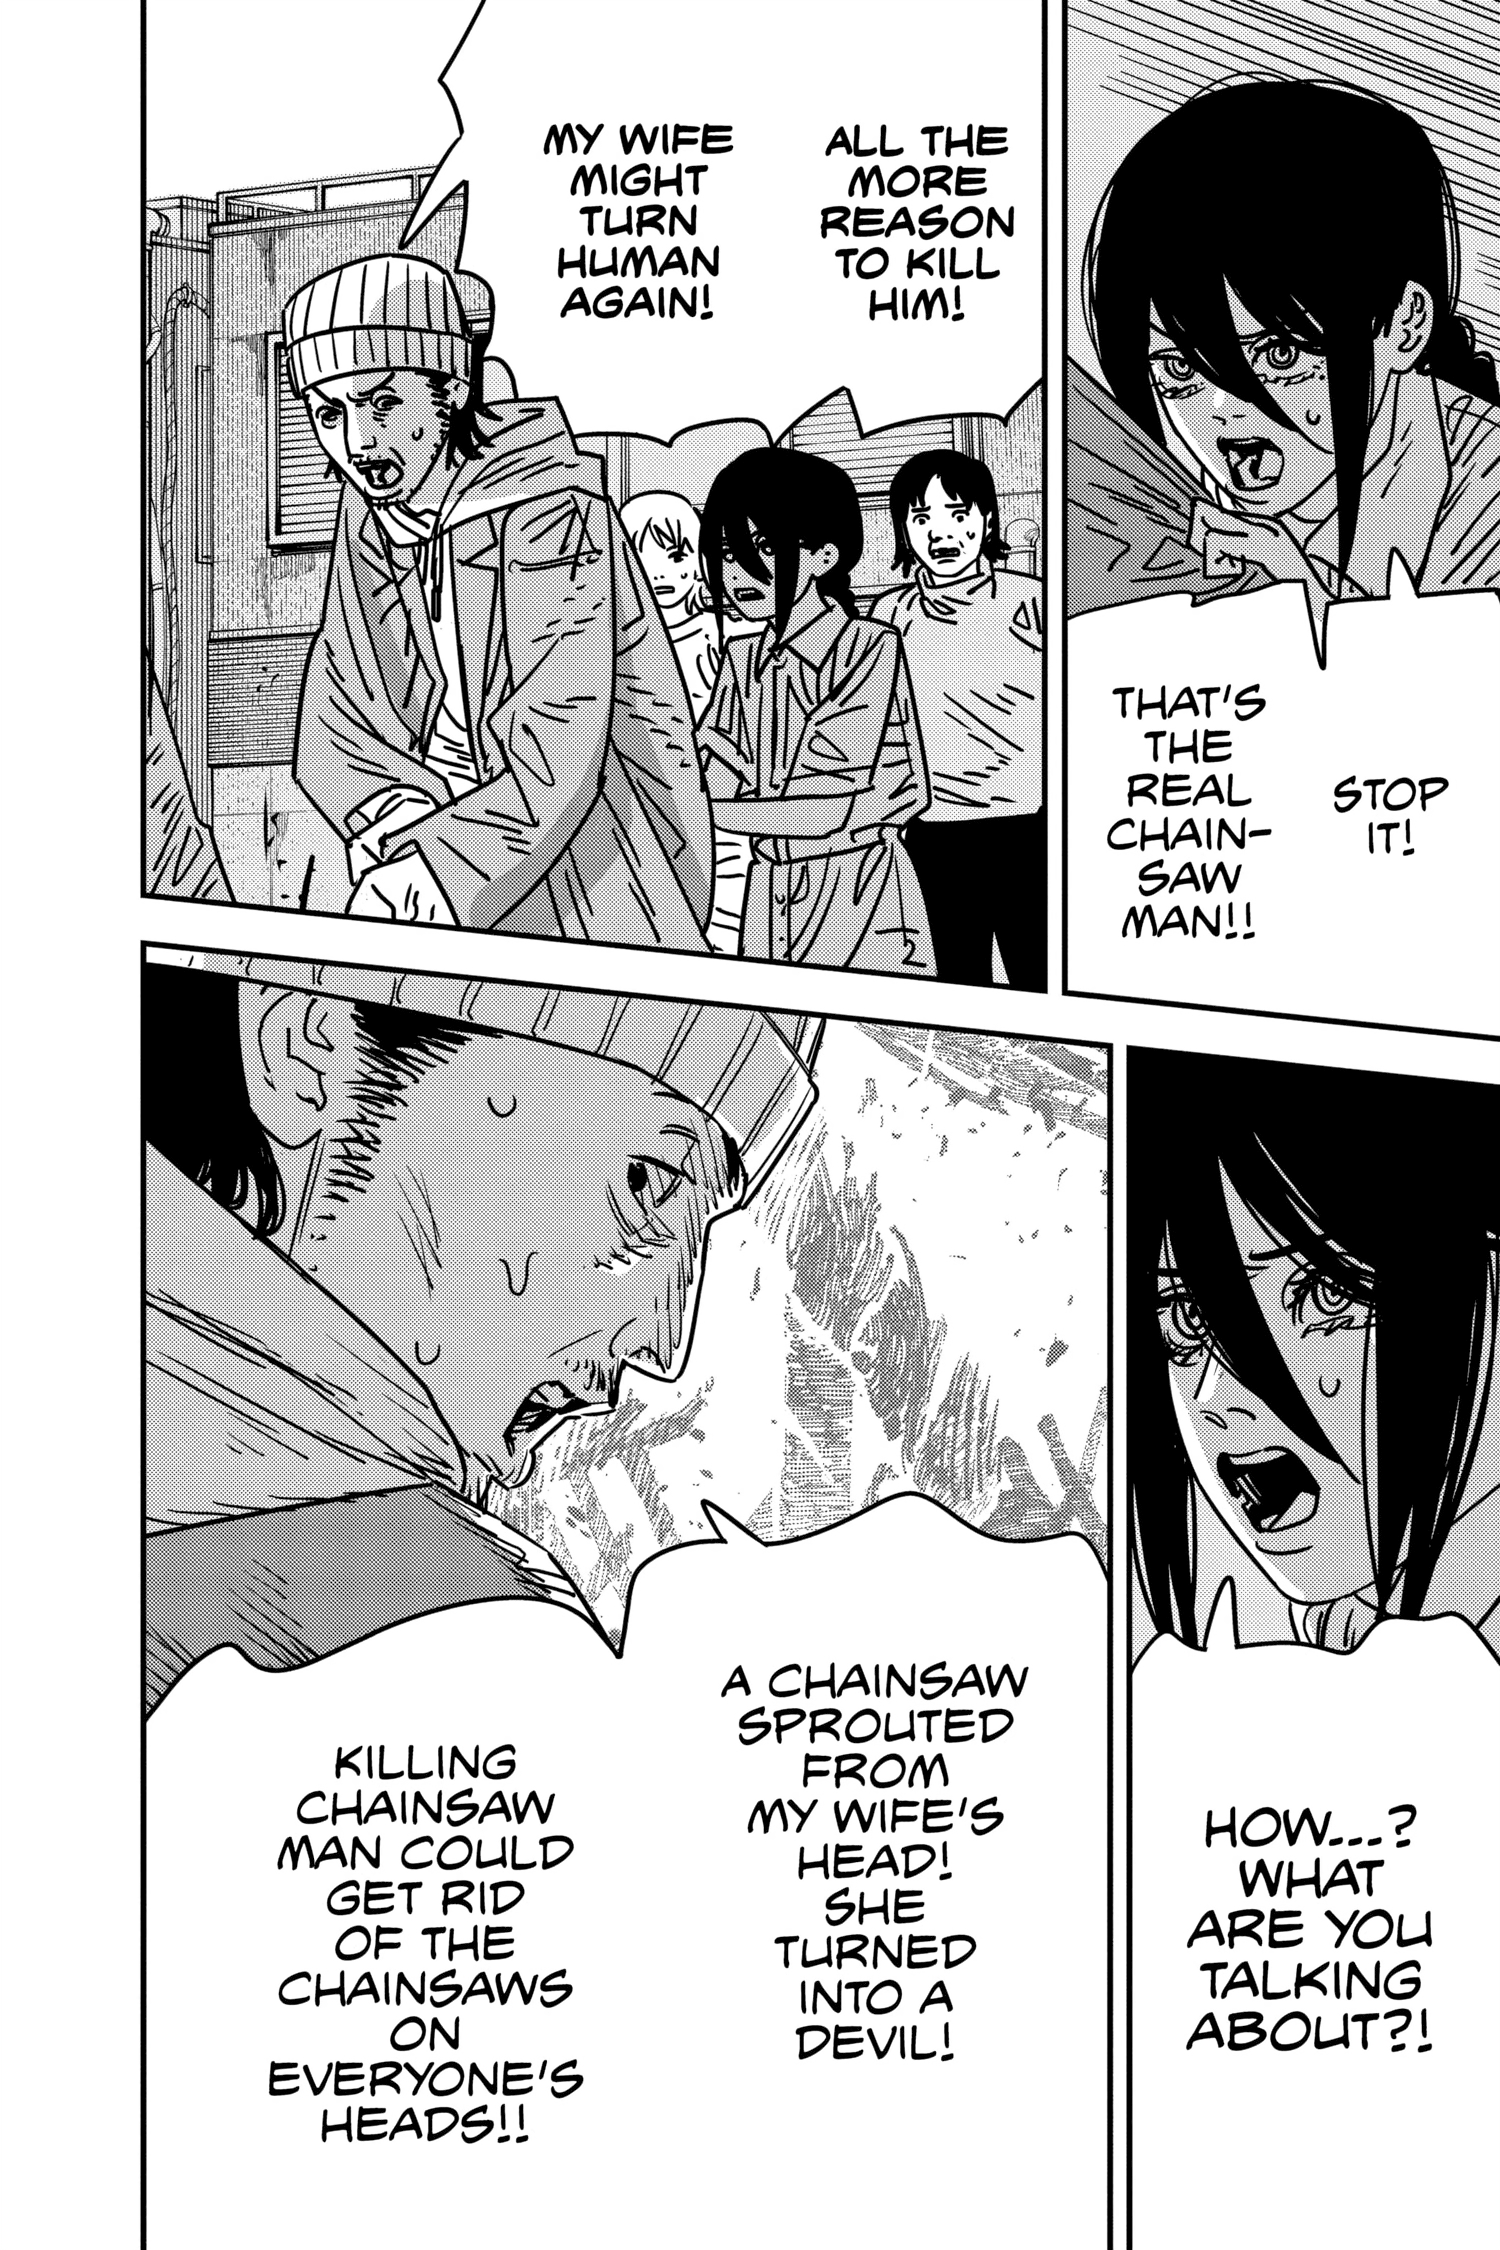 STOP
IT!
THAT'S
THE
REAL
CHAIN-
SAW
MAN!!
ALL THE
MORE
REASON
TO KILL
HIM!
MY WIFE
MIGHT
TURN
HUMAN
AGAIN!
HOW...?
WHAT
ARE YOU
TALKING
ABOUT?!
A CHAINSAW
SPROUTED
FROM
MY WIFE'S
HEAD!
SHE
TURNED
INTO A
DEVIL!
KILLING
CHAINSAW
MAN COULD
GET RID
OF THE
CHAINSAWS
ON
EVERYONE'S
HEADS!!